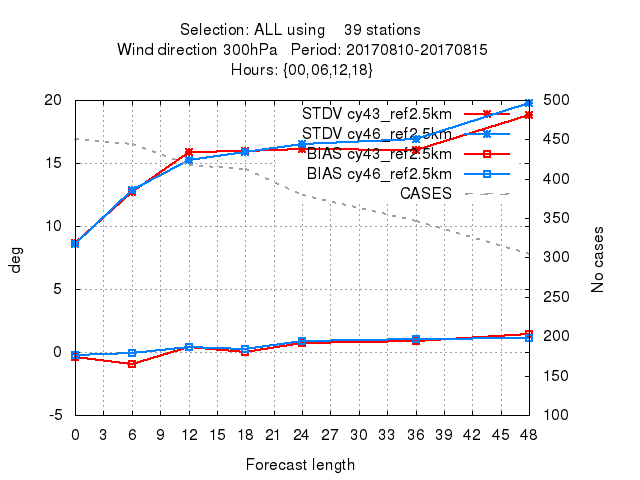 Selection: ALL using 39 stations
Wind direction 300hPa Period: 20170810-20170815
Hours: {00,06,12,18}
STDV cy43_ref2.5km
STDV cy46_ref2.5km
BIAS cy43_ref2.5km
BIAS cy46_ref2.5km
CASES
20
15
10
5
0
-5
deg
500
450
400
350
300
250
200
150
100
No cases
0 3 6 9 12 15 18 21 24 27 30 33 36 39 42 45 48
Forecast length